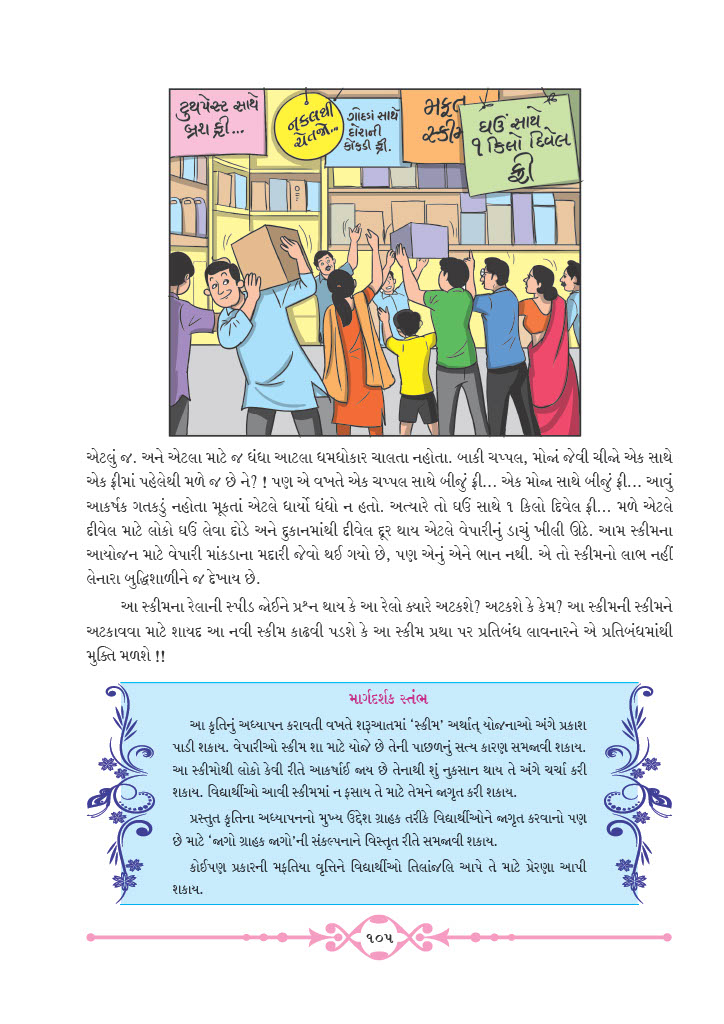 ટુથપેસ્ટ સાથે
બ્રશ ફ્રી...
નકલથી
ચેતજો...
ગોદડાં સાથે
દોરાની
કોકડી ફ્રી.
મફત
સ્કીમ
ઘઉં સાથે
૧ કિલો દિવેલ
ફ્રી
એટલું જ. અને એટલા માટે જ ધંધા આટલા ધમધોકાર ચાલતા નહોતા. બાકી ચપ્પલ, મોજાં જેવી ચીજો એક સાથે
એક ફ્રીમાં પહેલેથી મળે જ છે ને? ! પણ એ વખતે એક ચપ્પલ સાથે બીજું ફ્રી... એક મોજા સાથે બીજું ફ્રી... આવું
આકર્ષક ગતકડું નહોતા મૂકતાં એટલે ધાર્યો ધંધો ન હતો. અત્યારે તો ઘઉં સાથે ૧ કિલો દિવેલ ફ્રી... મળે એટલે
દીવેલ માટે લોકો ઘઉં લેવા દોડે અને દુકાનમાંથી દીવેલ દૂર થાય એટલે વેપારીનું ડાચું ખીલી ઊઠે. આમ સ્કીમના
આયોજન માટે વેપારી માંકડાના મદારી જેવો થઈ ગયો છે, પણ એનું એને ભાન નથી. એ તો સ્કીમનો લાભ નહીં
લેનારા બુદ્ધિશાળીને જ દેખાય છે.
આ સ્કીમના રેલાની સ્પીડ જોઈને પ્રશ્ન થાય કે આ રેલો ક્યારે અટકશે? અટકશે કે કેમ? આ સ્કીમની સ્કીમને
અટકાવવા માટે શાયદ આ નવી સ્કીમ કાઢવી પડશે કે આ સ્કીમ પ્રથા પર પ્રતિબંધ લાવનારને એ પ્રતિબંધમાંથી
મુક્તિ મળશે !!
માર્ગદર્શક સ્તંભ
આ કૃતિનું અધ્યાપન કરાવતી વખતે શરૂઆતમાં ‘સ્કીમ’ અર્થાત્ યોજનાઓ અંગે પ્રકાશ
પાડી શકાય. વેપારીઓ સ્કીમ શા માટે યોજે છે તેની પાછળનું સત્ય કારણ સમજાવી શકાય.
આ સ્કીમોથી લોકો કેવી રીતે આકર્ષાઈ જાય છે તેનાથી શું નુકસાન થાય તે અંગે ચર્ચા કરી
શકાય. વિદ્યાર્થીઓ આવી સ્કીમમાં ન ફસાય તે માટે તેમને જાગૃત કરી શકાય.
પ્રસ્તુત કૃતિના અધ્યાપનનો મુખ્ય ઉદ્દેશ ગ્રાહક તરીકે વિદ્યાર્થીઓને જાગૃત કરવાનો પણ
છે માટે ‘જાગો ગ્રાહક જાગો’ની સંકલ્પનાને વિસ્તૃત રીતે સમજાવી શકાય.
કોઈપણ પ્રકારની મફતિયા વૃત્તિને વિદ્યાર્થીઓ તિલાંજલિ આપે તે માટે પ્રેરણા આપી
શકાય.
૧૦૫